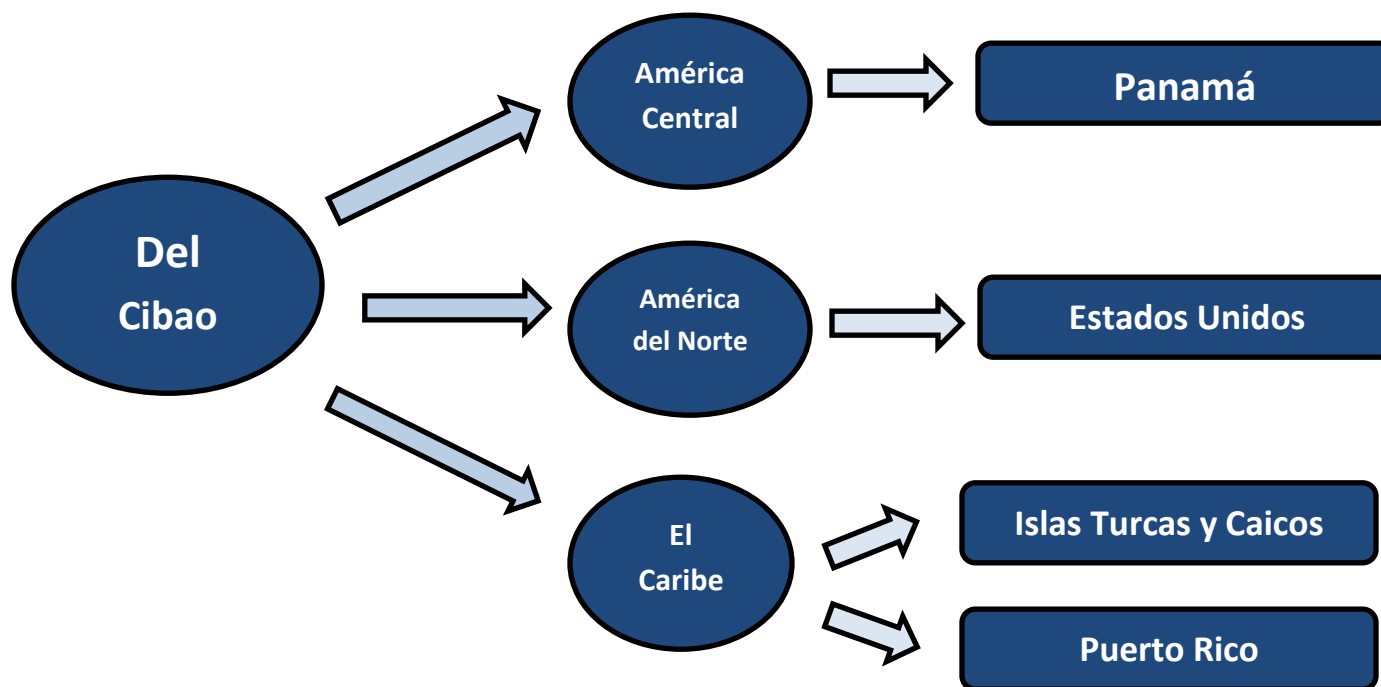 Del
Cibao
América
Central
Panamá
América
del Norte
Estados Unidos
El
Caribe
Islas Turcas y Caicos
Puerto Rico